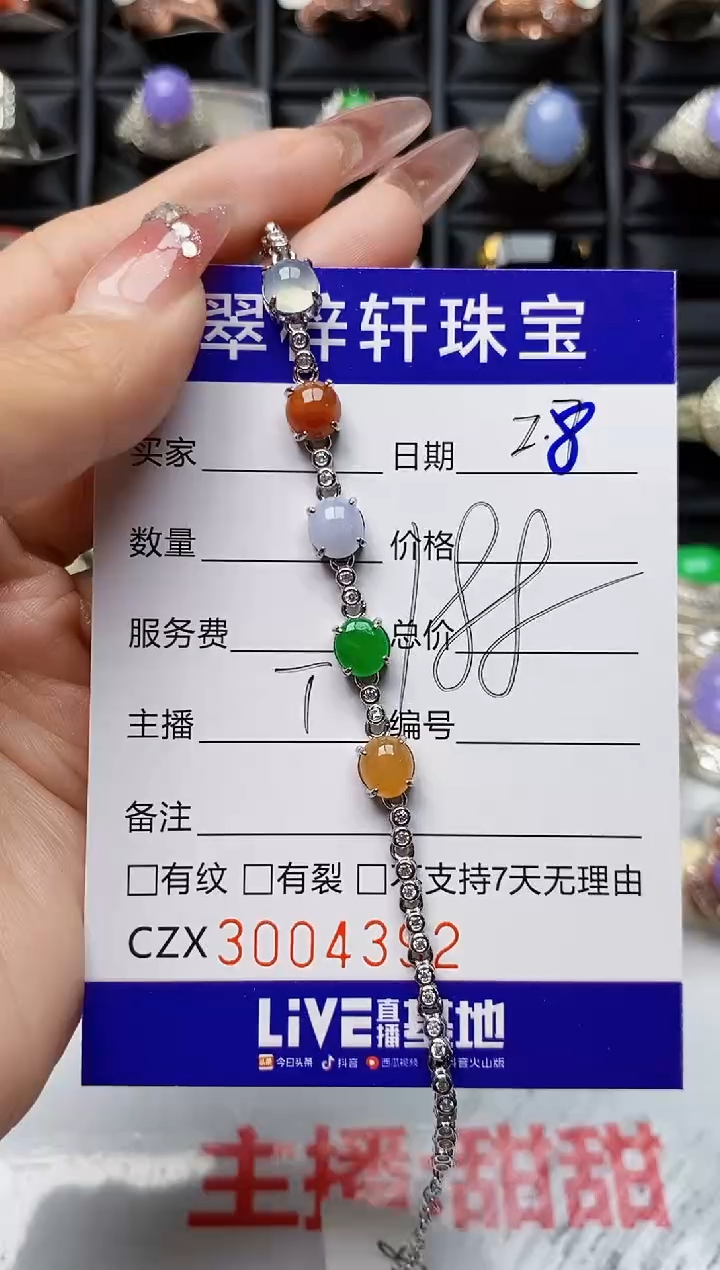 翠梓轩珠宝
买家 日期 2.8
数量 价格
188
服务费 总价
T
主播 编号
备注
□有纹 □有裂 □不支持7天无理由
CZX 3004392
LiVE直播基地
今日头条 抖音 西瓜视频 抖音火山版
主播:甜甜